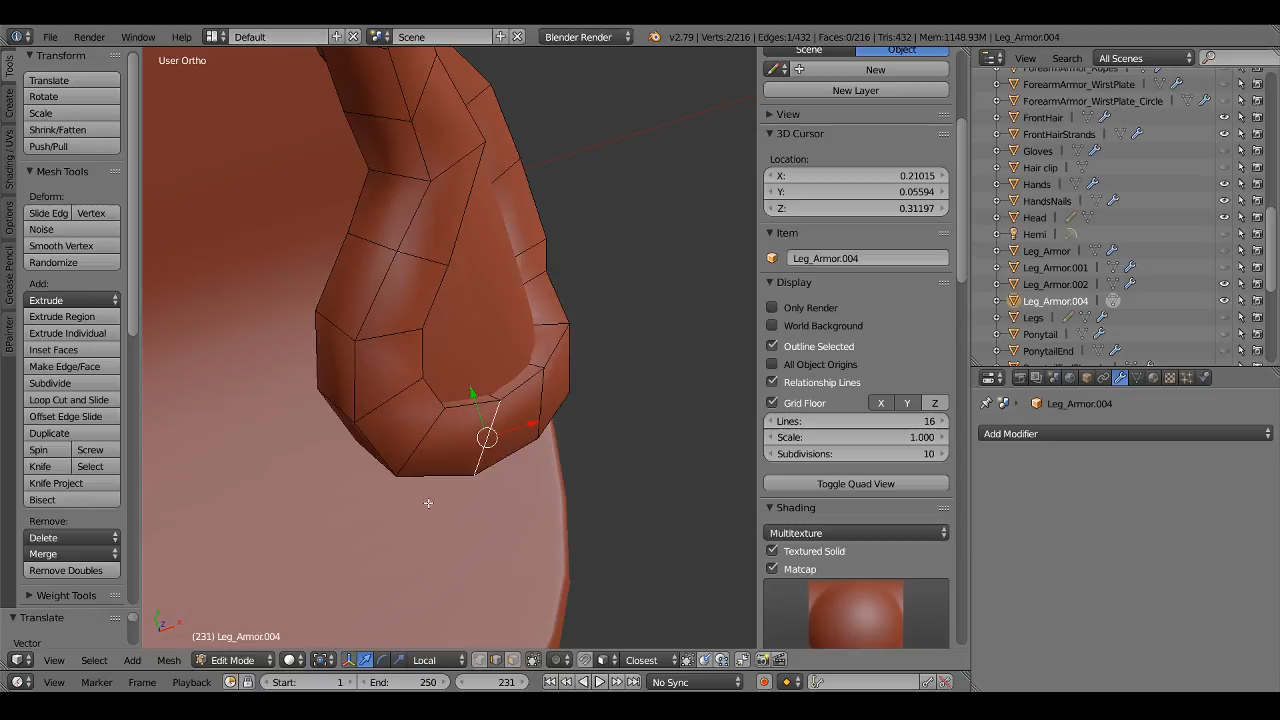 File Render Window Help Default Scene Blender Render v2.79 | Verts:2/216 | Edges:1/432 | Faces:0/216 | Tris:432 | Mem:1148.93M | Leg_Armor.004
Tools
Create
Shading / UVs
Options
Grease Pencil
BPainter
Transform
Translate
Rotate
Scale
Shrink/Fatten
Push/Pull
Mesh Tools
Deform:
Slide Edg Vertex
Noise
Smooth Vertex
Randomize
Add:
Extrude
Extrude Region
Extrude Individual
Inset Faces
Make Edge/Face
Subdivide
Loop Cut and Slide
Offset Edge Slide
Duplicate
Spin Screw
Knife Select
Knife Project
Bisect
Remove:
Delete
Merge
Remove Doubles
Weight Tools
Translate
Vector
User Ortho
(231) Leg_Armor.004
Scene Object
New
New Layer
View
3D Cursor
Location:
X: 0.21015
Y: 0.05594
Z: 0.31197
Item
Leg_Armor.004
Display
Only Render
World Background
Outline Selected
All Object Origins
Relationship Lines
Grid Floor X Y Z
Lines: 16
Scale: 1.000
Subdivisions: 10
Toggle Quad View
Shading
Multitexture
Textured Solid
Matcap
View Search All Scenes
ForearmArmor_Ropes
ForearmArmor_WirstPlate
ForearmArmor_WirstPlate_Circle
FrontHair
FrontHairStrands
Gloves
Hair clip
Hands
HandsNails
Head
Hemi
Leg_Armor
Leg_Armor.001
Leg_Armor.002
Leg_Armor.004
Legs
Ponytail
PonytailEnd
Leg_Armor.004
Add Modifier
View Select Add Mesh Edit Mode Local Closest
View Marker Frame Playback Start: 1 End: 250 231 No Sync